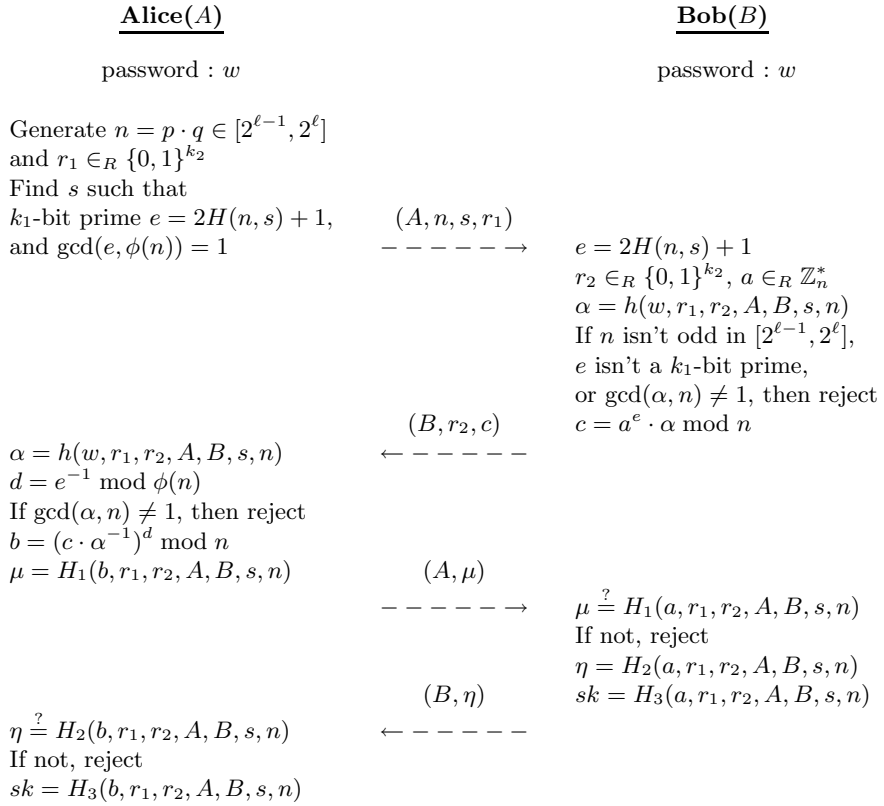 Alice(A) Bob(B)
password : w password : w
Generate n = p · q ∈ [2^{ℓ−1}, 2^ℓ]
and r_1 ∈_R {0, 1}^{k_2}
Find s such that
k_1-bit prime e = 2H(n, s) + 1, (A, n, s, r_1)
and gcd(e, ϕ(n)) = 1 − − − − − → e = 2H(n, s) + 1
r_2 ∈_R {0, 1}^{k_2}, a ∈_R ℤ_n^*
α = h(w, r_1, r_2, A, B, s, n)
If n isn't odd in [2^{ℓ−1}, 2^ℓ],
e isn't a k_1-bit prime,
or gcd(α, n) ≠ 1, then reject
(B, r_2, c) c = a^e · α mod n
α = h(w, r_1, r_2, A, B, s, n) ← − − − − −
d = e^{−1} mod ϕ(n)
If gcd(α, n) ≠ 1, then reject
b = (c · α^{−1})^d mod n
μ = H_1(b, r_1, r_2, A, B, s, n) (A, μ)
− − − − − → μ ≟ H_1(a, r_1, r_2, A, B, s, n)
If not, reject
η = H_2(a, r_1, r_2, A, B, s, n)
(B, η) sk = H_3(a, r_1, r_2, A, B, s, n)
η ≟ H_2(b, r_1, r_2, A, B, s, n) ← − − − − −
If not, reject
sk = H_3(b, r_1, r_2, A, B, s, n)